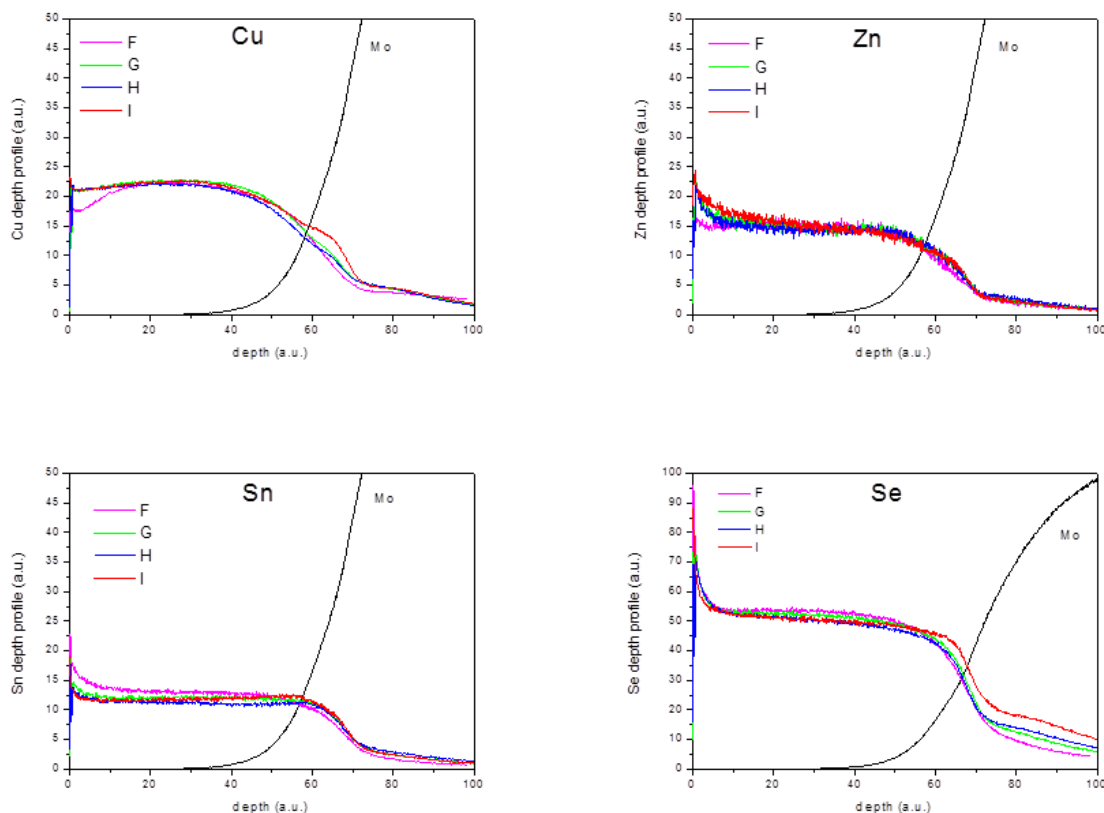 Cu
Mo
F
G
H
I
Cu depth profile (a.u.)
50
45
40
35
30
25
20
15
10
5
0
0 20 40 60 80 100
depth (a.u.)
Zn
Mo
F
G
H
I
Zn depth profile (a.u.)
50
45
40
35
30
25
20
15
10
5
0
0 20 40 60 80 100
depth (a.u.)
Sn
Mo
F
G
H
I
Sn depth profile (a.u.)
50
45
40
35
30
25
20
15
10
5
0
0 20 40 60 80 100
depth (a.u.)
Se
Mo
F
G
H
I
Se depth profile (a.u.)
100
90
80
70
60
50
40
30
20
10
0
0 20 40 60 80 100
depth (a.u.)